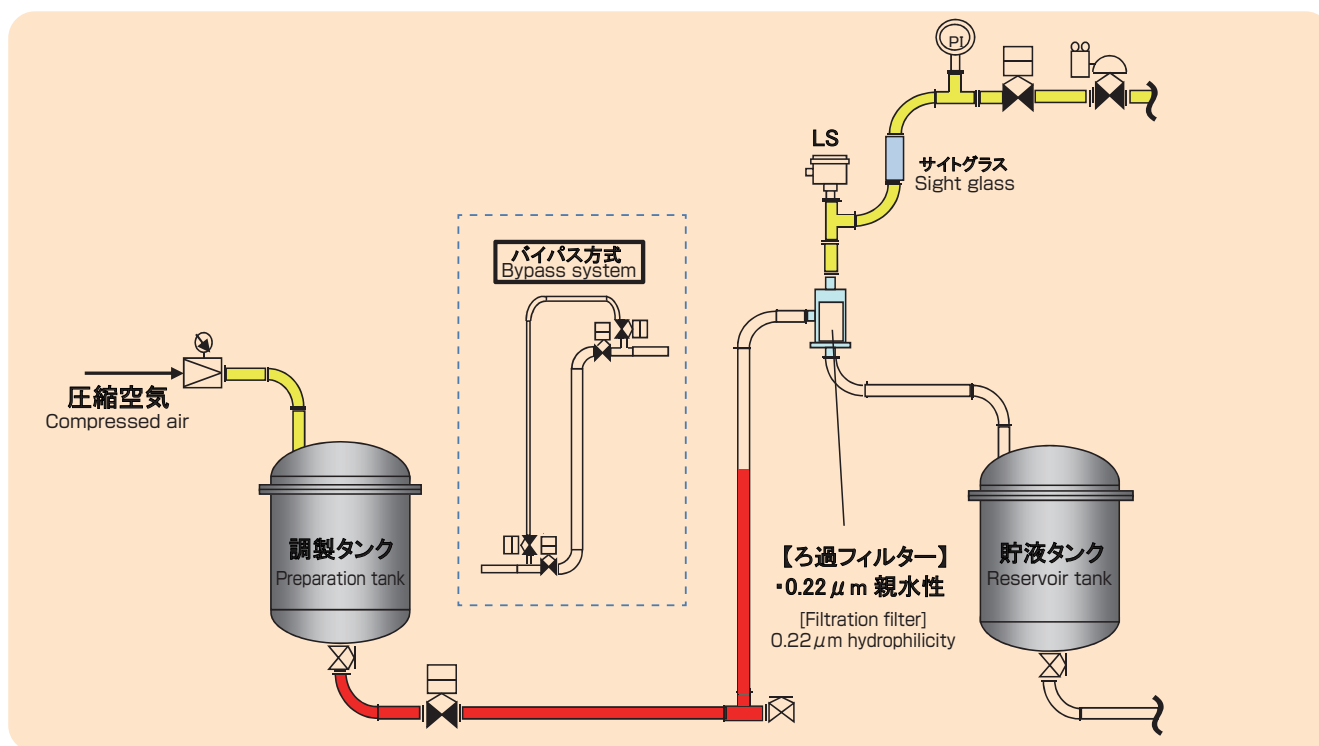 PI
LS
サイトグラス
Sight glass
バイパス方式
Bypass system
圧縮空気
Compressed air
調製タンク
Preparation tank
【ろ過フィルター】
・0.22μm 親水性
[Filtration filter]
0.22μm hydrophilicity
貯液タンク
Reservoir tank